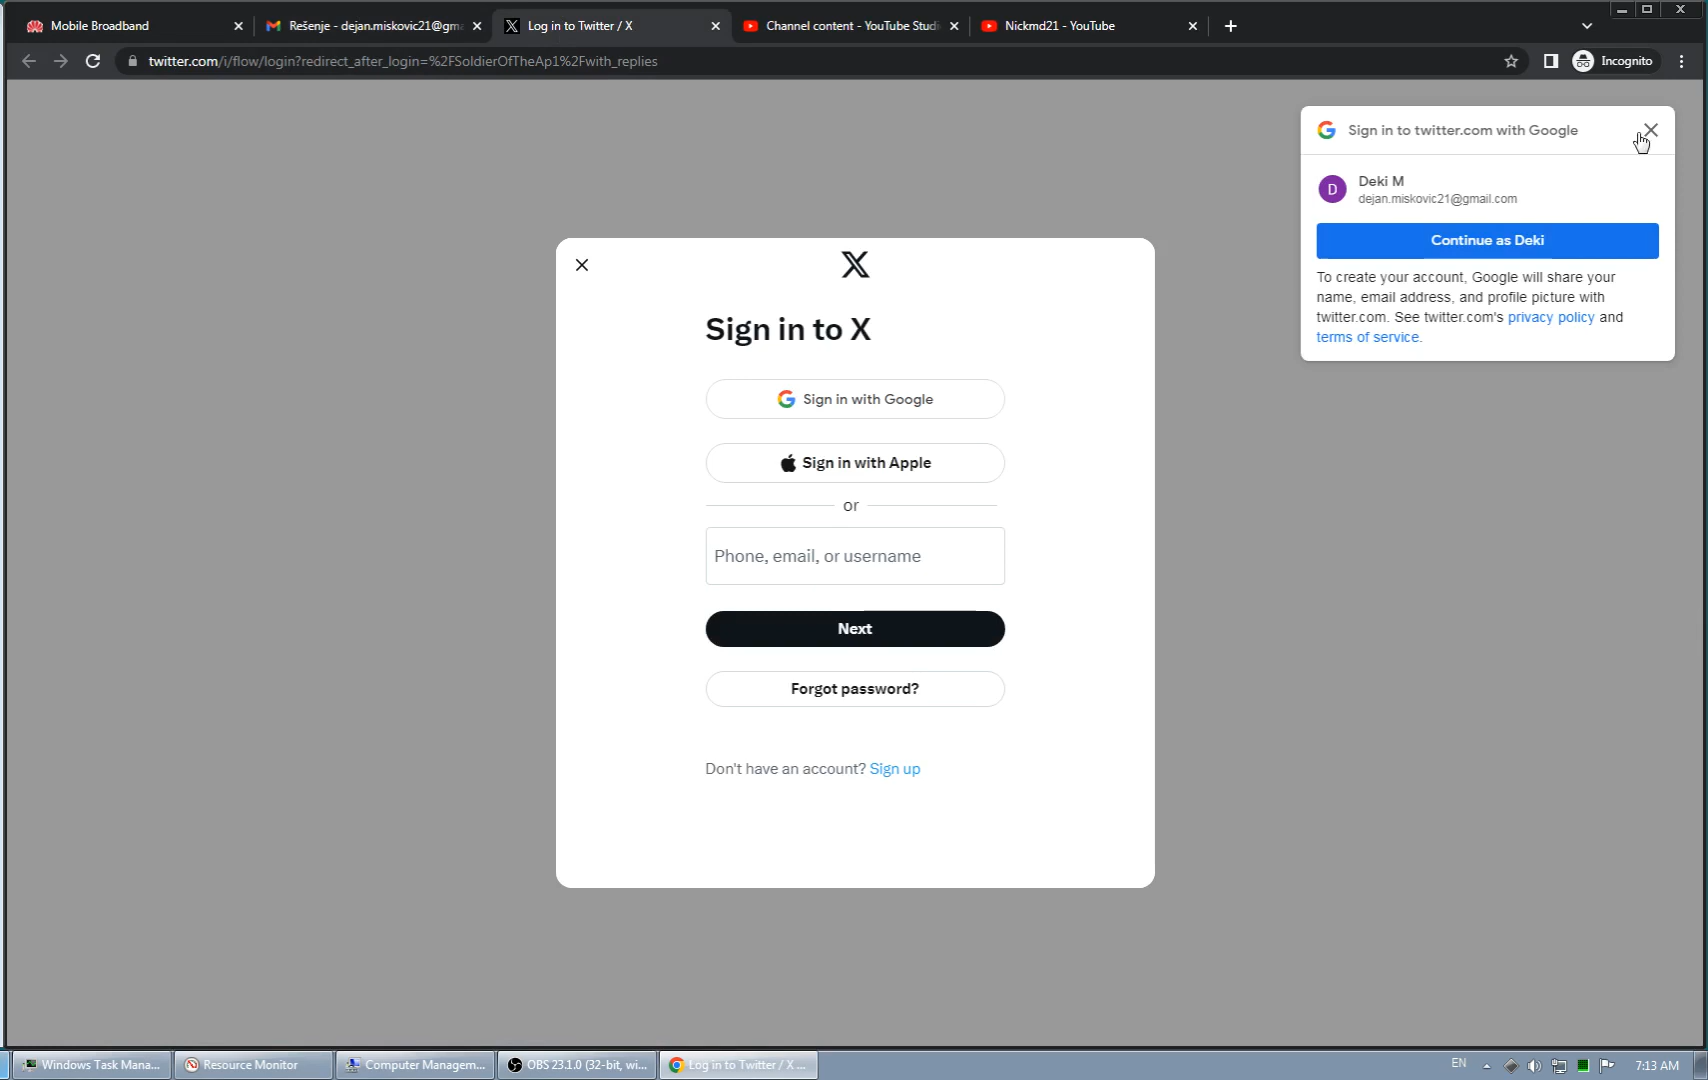 Mobile Broadband
Rešenje - dejan.miskovic21@gma
Log in to Twitter / X
Channel content - YouTube Studi
Nickmd21 - YouTube
twitter.com/i/flow/login?redirect_after_login=%2FSoldierOfTheAp1%2Fwith_replies
Incognito
Sign in to twitter.com with Google
D
Deki M
dejan.miskovic21@gmail.com
Continue as Deki
To create your account, Google will share your
name, email address, and profile picture with
twitter.com. See twitter.com's privacy policy and
terms of service.
Sign in to X
Sign in with Google
Sign in with Apple
or
Phone, email, or username
Next
Forgot password?
Don't have an account? Sign up
Windows Task Mana...
Resource Monitor
Computer Managem...
OBS 23.1.0 (32-bit, wi...
Log in to Twitter / X ...
EN
7:13 AM